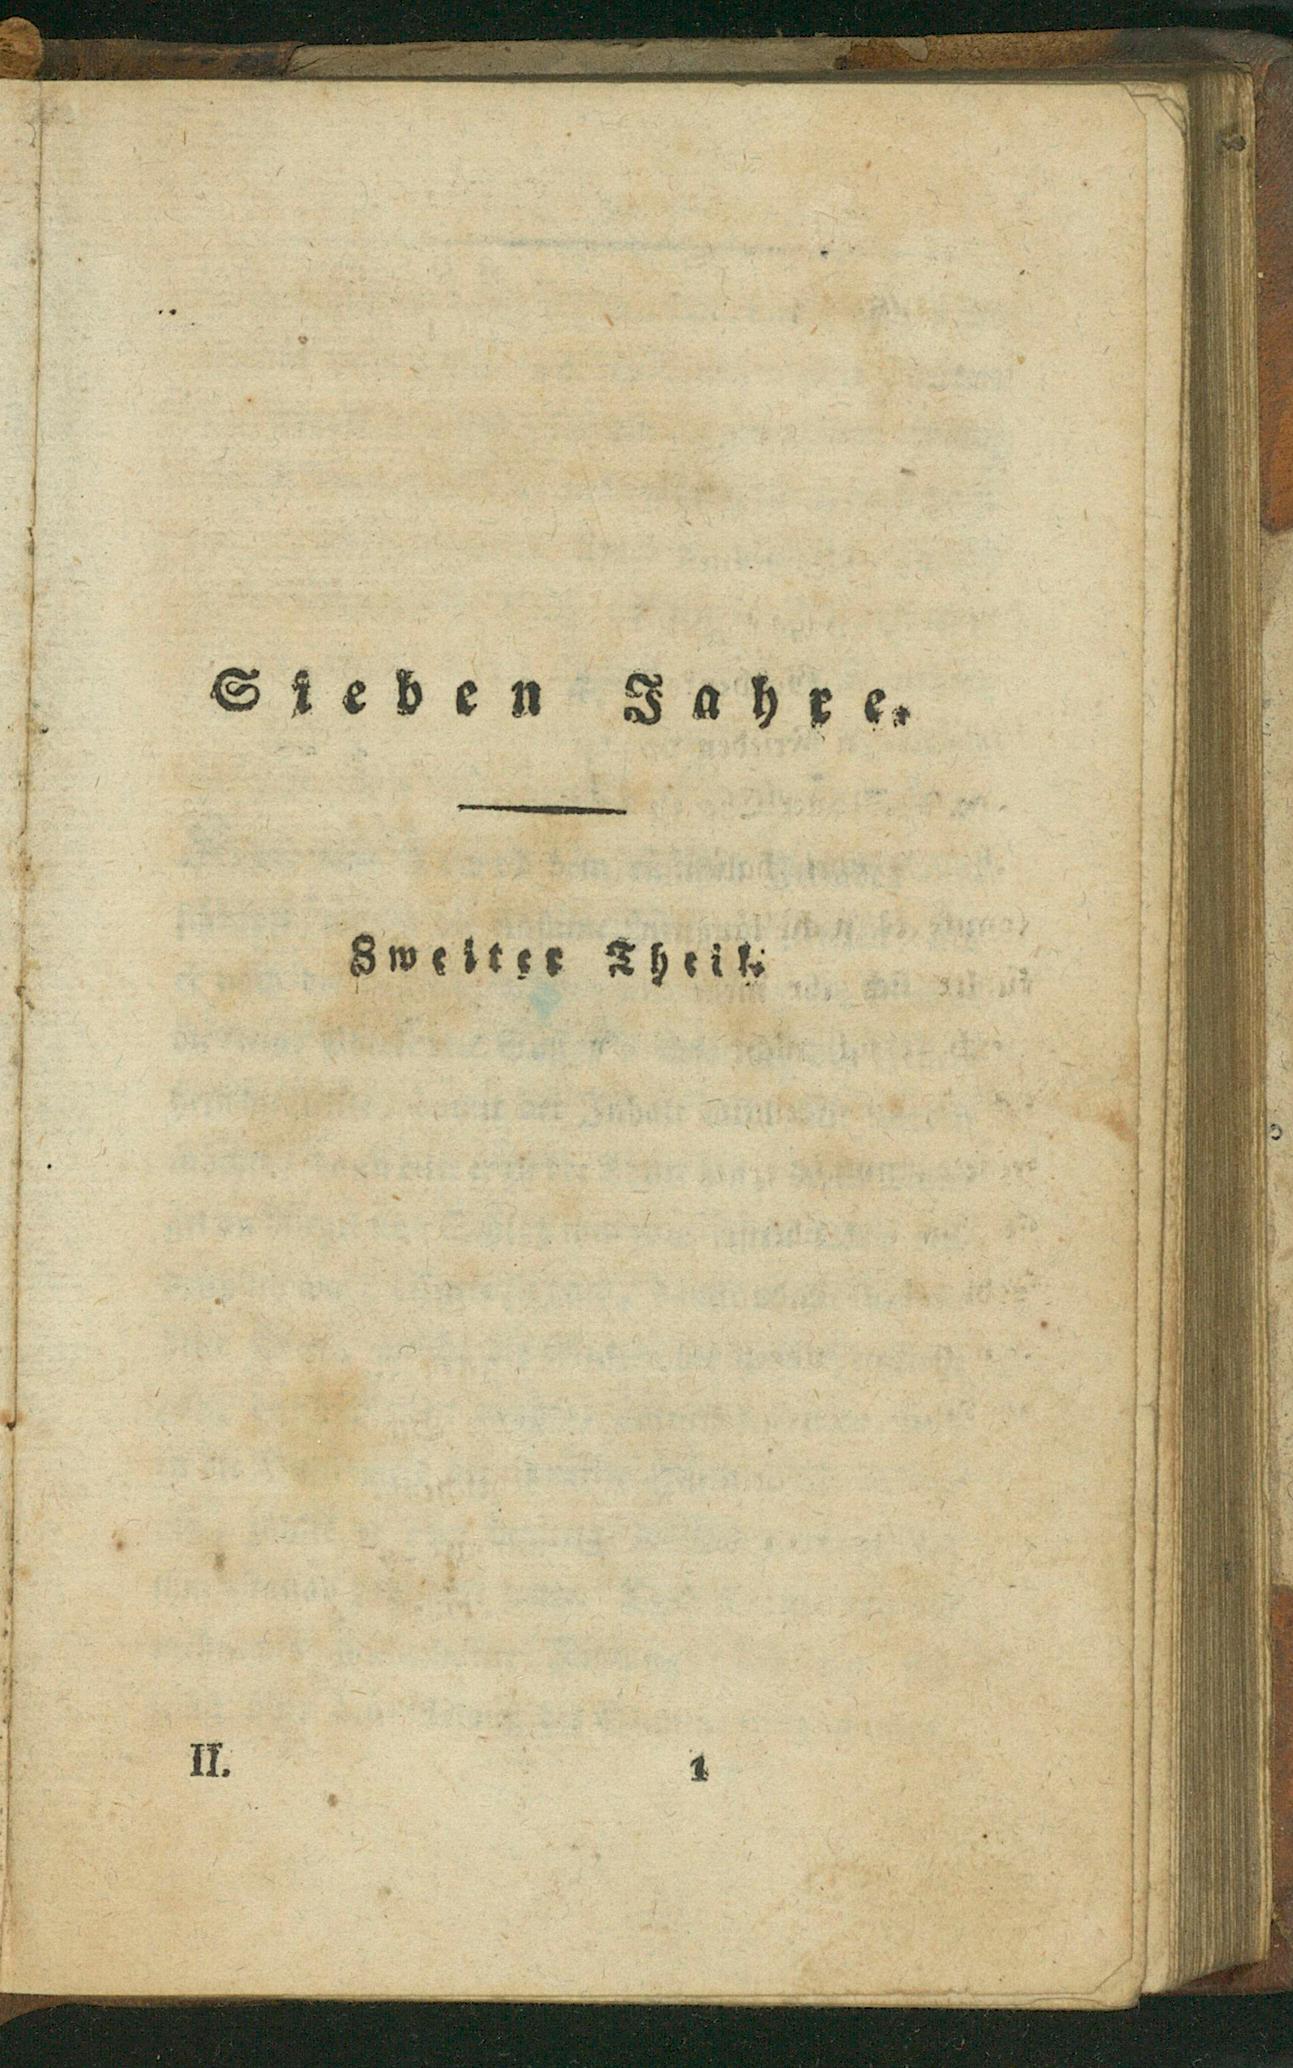 Sieben Jahre.
Zweiter Theil.
II. 1